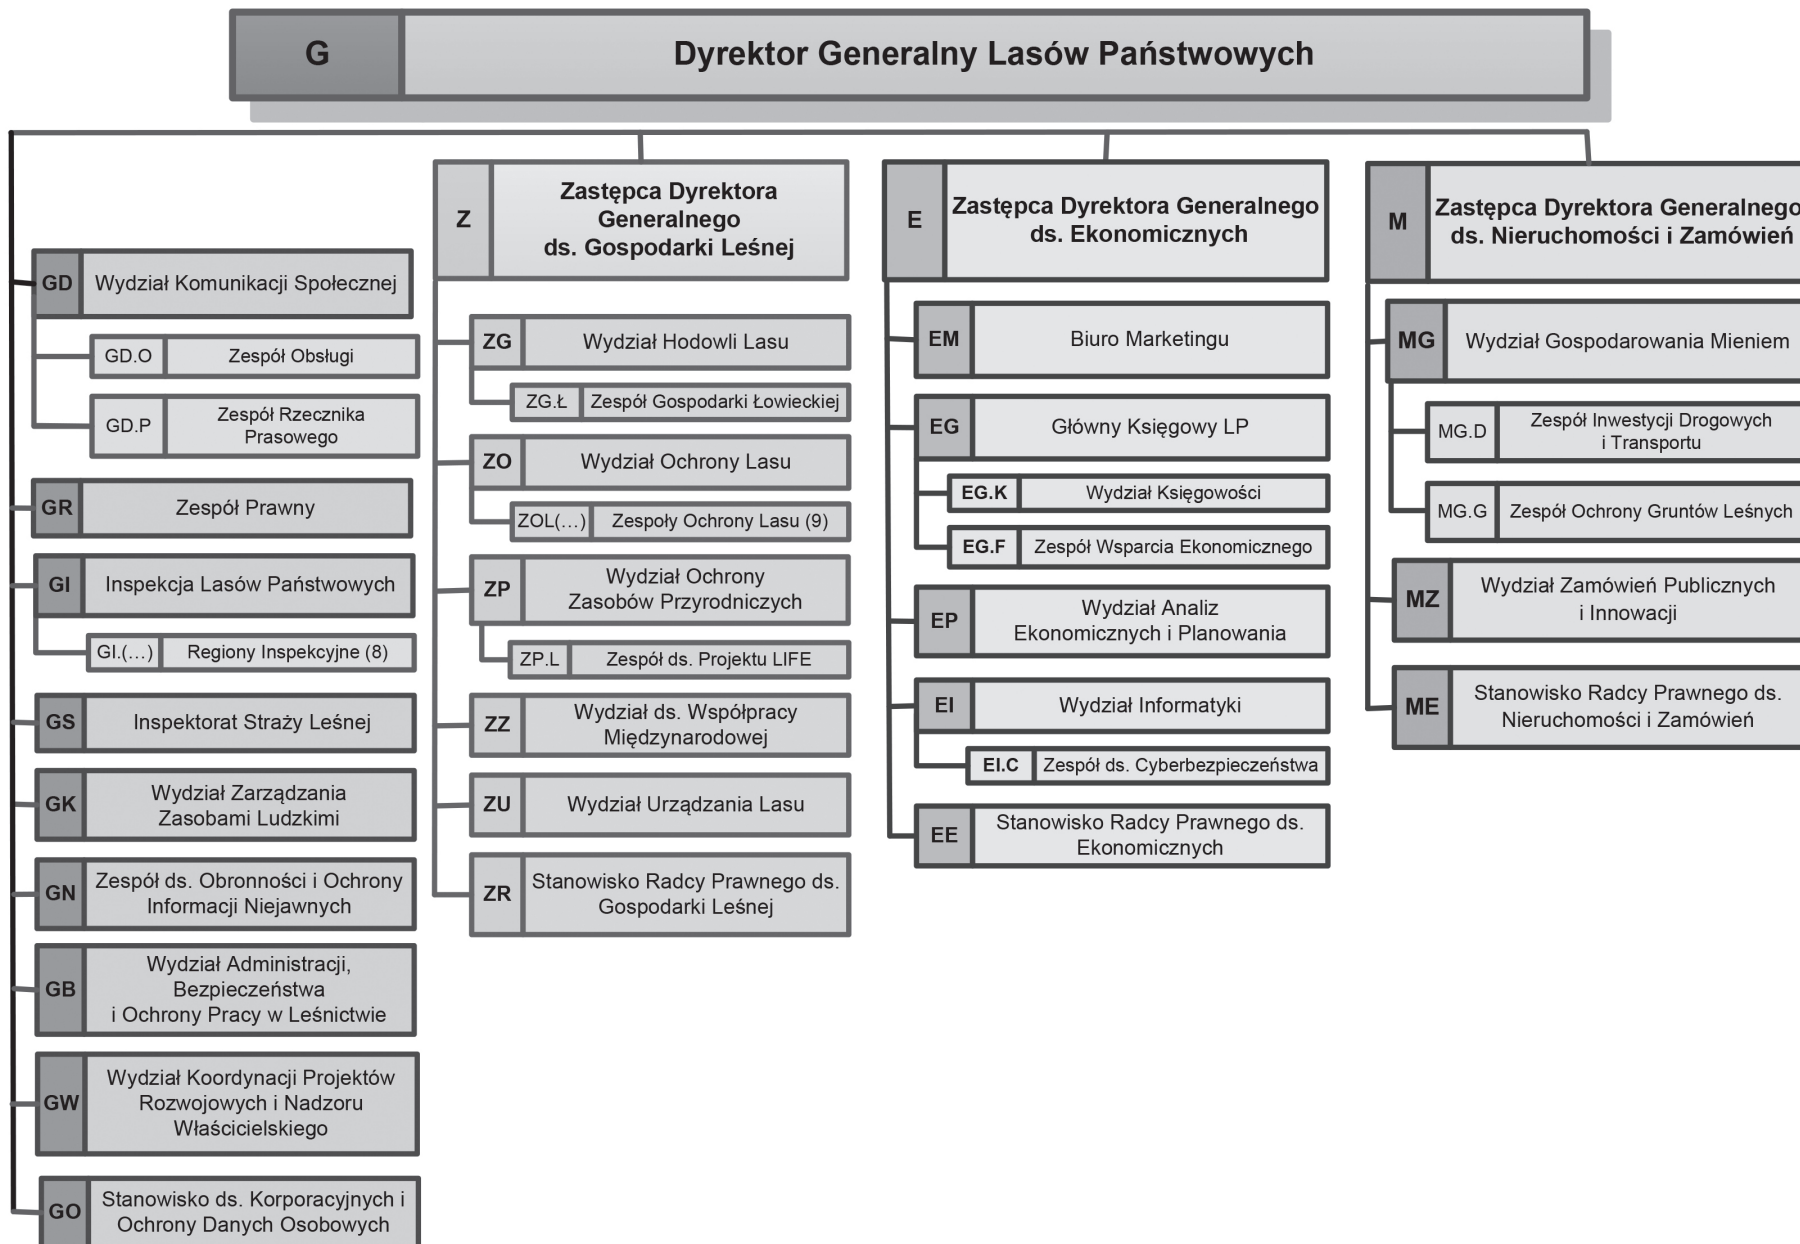 G
Dyrektor Generalny Lasów Państwowych
GD
Wydział Komunikacji Społecznej
GD.O
Zespół Obsługi
GD.P
Zespół Rzecznika
Prasowego
GR
Zespół Prawny
GI
Inspekcja Lasów Państwowych
GI.(…)
Regiony Inspekcyjne (8)
GS
Inspektorat Straży Leśnej
GK
Wydział Zarządzania
Zasobami Ludzkimi
GN
Zespół ds. Obronności i Ochrony
Informacji Niejawnych
GB
Wydział Administracji,
Bezpieczeństwa
i Ochrony Pracy w Leśnictwie
GW
Wydział Koordynacji Projektów
Rozwojowych i Nadzoru
Właścicielskiego
GO
Stanowisko ds. Korporacyjnych i
Ochrony Danych Osobowych
Z
Zastępca Dyrektora
Generalnego
ds. Gospodarki Leśnej
ZG
Wydział Hodowli Lasu
ZG.Ł
Zespół Gospodarki Łowieckiej
ZO
Wydział Ochrony Lasu
ZOL(…)
Zespoły Ochrony Lasu (9)
ZP
Wydział Ochrony
Zasobów Przyrodniczych
ZP.L
Zespół ds. Projektu LIFE
ZZ
Wydział ds. Współpracy
Międzynarodowej
ZU
Wydział Urządzania Lasu
ZR
Stanowisko Radcy Prawnego ds.
Gospodarki Leśnej
E
Zastępca Dyrektora Generalnego
ds. Ekonomicznych
EM
Biuro Marketingu
EG
Główny Księgowy LP
EG.K
Wydział Księgowości
EG.F
Zespół Wsparcia Ekonomicznego
EP
Wydział Analiz
Ekonomicznych i Planowania
EI
Wydział Informatyki
EI.C
Zespół ds. Cyberbezpieczeństwa
EE
Stanowisko Radcy Prawnego ds.
Ekonomicznych
M
Zastępca Dyrektora Generalnego
ds. Nieruchomości i Zamówień
MG
Wydział Gospodarowania Mieniem
MG.D
Zespół Inwestycji Drogowych
i Transportu
MG.G
Zespół Ochrony Gruntów Leśnych
MZ
Wydział Zamówień Publicznych
i Innowacji
ME
Stanowisko Radcy Prawnego ds.
Nieruchomości i Zamówień